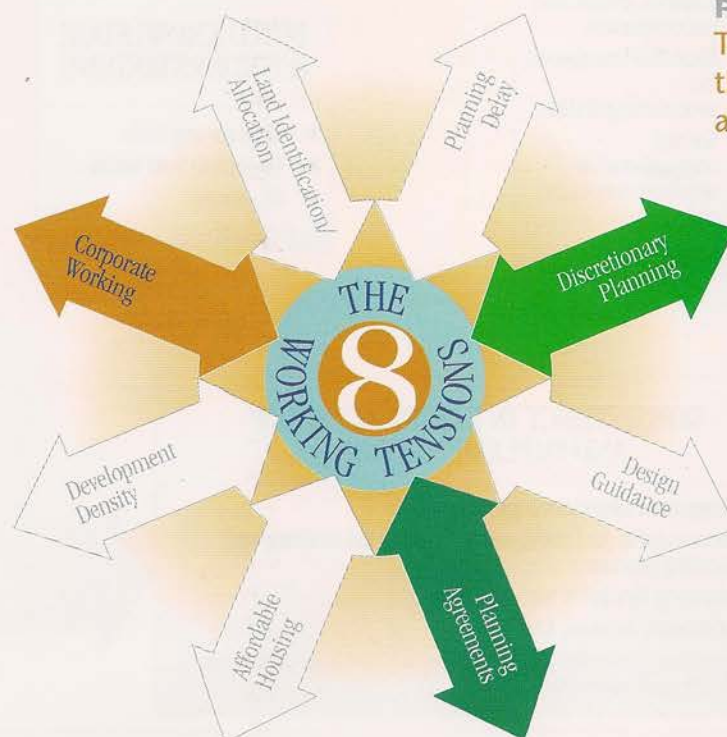 Land Identification/
Allocation
Planning
Delay
Discretionary
Planning
Design
Guidance
Planning
Agreements
Affordable
Housing
Development
Density
Corporate
Working
THE
8
WORKING TENSIONS